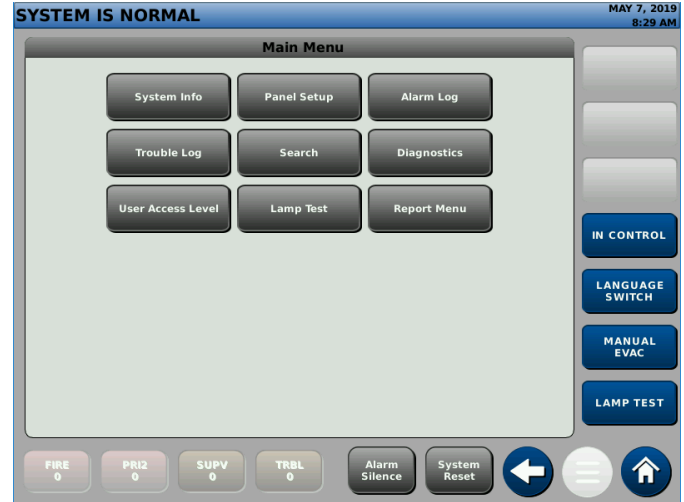 SYSTEM IS NORMAL
MAY 7, 2019
8:29 AM
Main Menu
System Info
Panel Setup
Alarm Log
Trouble Log
Search
Diagnostics
User Access Level
Lamp Test
Report Menu
IN CONTROL
LANGUAGE
SWITCH
MANUAL
EVAC
LAMP TEST
FIRE
0
PRI2
0
SUPV
0
TRBL
0
Alarm
Silence
System
Reset